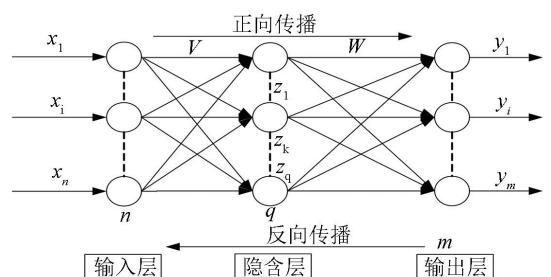 正向传播
x₁ V W y₁
z₁
xᵢ yᵢ
zₖ
z_q
xₙ yₘ
n q
反向传播 m
输入层 隐含层 输出层